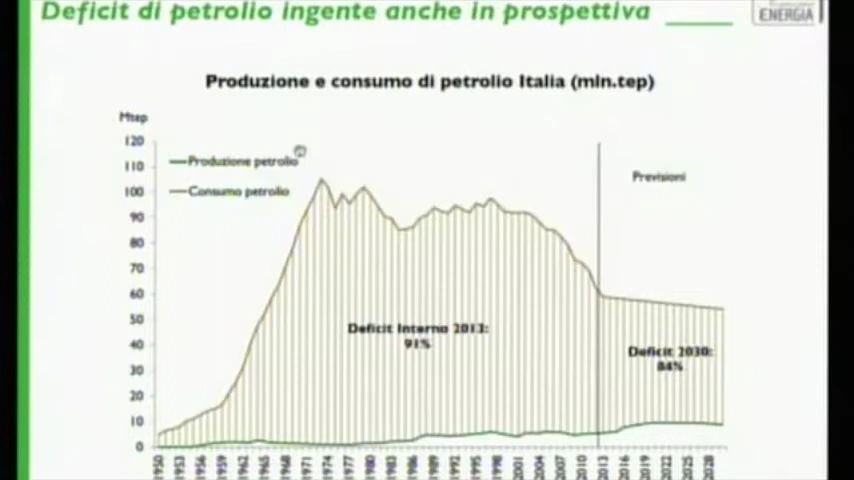 Deficit di petrolio ingente anche in prospettiva
ENERGIA
Produzione e consumo di petrolio Italia (mln.tep)
Mtep
120
110
100
90
80
70
60
50
40
30
20
10
0
Produzione petrolio
Consumo petrolio
Previsioni
Deficit Interno 2012:
91%
Deficit 2030:
84%
1950 1953 1956 1959 1962 1965 1968 1971 1974 1977 1980 1983 1986 1989 1992 1995 1998 2001 2004 2007 2010 2013 2016 2019 2022 2025 2028